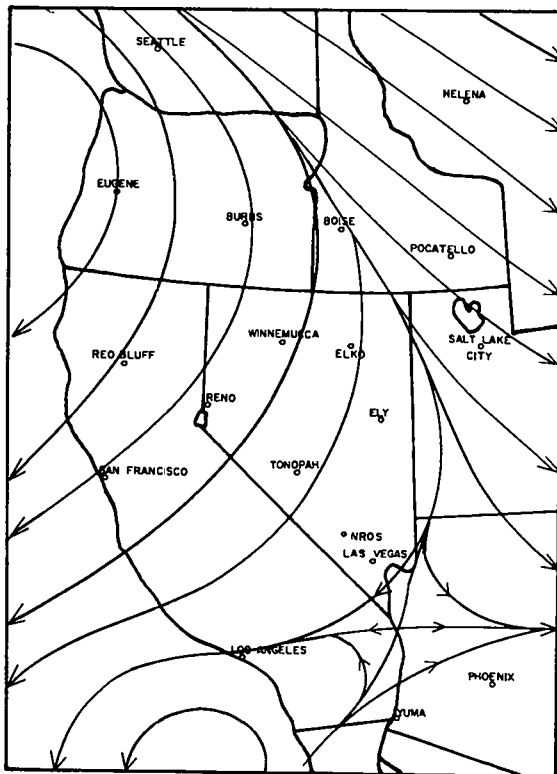 SEATTLE
HELENA
EUGENE
BURNS
BOISE
POCATELLO
WINNEMUCCA
SALT LAKE
CITY
RED BLUFF
ELKO
RENO
ELY
SAN FRANCISCO
TONOPAH
NRDS
LAS VEGAS
LOS ANGELES
PHOENIX
YUMA